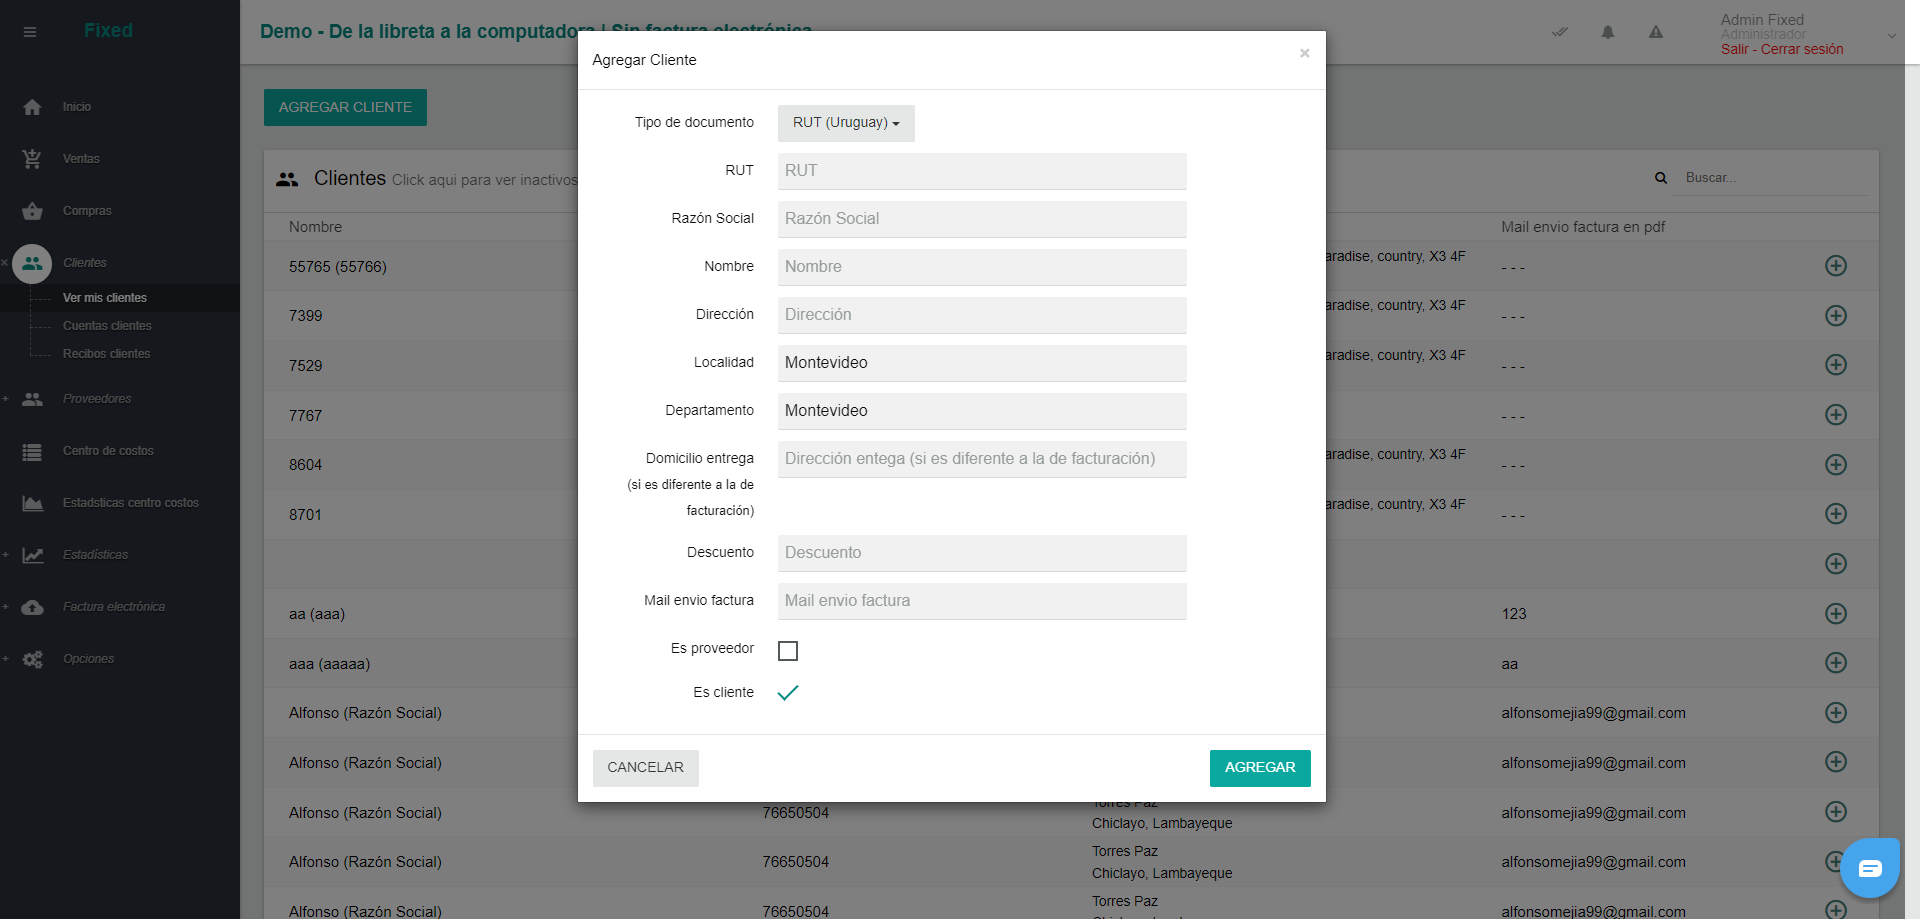 Fixed
Demo - De la libreta a la computadora | Sin factura electrónica
Admin Fixed
Administrador
Salir - Cerrar sesión
Inicio
Ventas
Compras
Clientes
Ver mis clientes
Cuentas clientes
Recibos clientes
Proveedores
Centro de costos
Estadsticas centro costos
Estadísticas
Factura electrónica
Opciones
AGREGAR CLIENTE
Clientes Click aqui para ver inactivos
Buscar...
Nombre
Mail envio factura en pdf
55765 (55766)
aradise, country, X3 4F
- - -
7399
aradise, country, X3 4F
- - -
7529
aradise, country, X3 4F
- - -
7767
- - -
8604
aradise, country, X3 4F
- - -
8701
aradise, country, X3 4F
- - -
aa (aaa)
123
aaa (aaaaa)
aa
Alfonso (Razón Social)
alfonsomejia99@gmail.com
Alfonso (Razón Social)
alfonsomejia99@gmail.com
Alfonso (Razón Social)
76650504
Torres Paz
Chiclayo, Lambayeque
alfonsomejia99@gmail.com
Alfonso (Razón Social)
76650504
Torres Paz
Chiclayo, Lambayeque
alfonsomejia99@gmail.com
Alfonso (Razón Social)
76650504
Torres Paz
alfonsomejia99@gmail.com
Agregar Cliente
×
Tipo de documento
RUT (Uruguay)
RUT
RUT
Razón Social
Razón Social
Nombre
Nombre
Dirección
Dirección
Localidad
Montevideo
Departamento
Montevideo
Domicilio entrega
(si es diferente a la de
facturación)
Dirección entega (si es diferente a la de facturación)
Descuento
Descuento
Mail envio factura
Mail envio factura
Es proveedor
Es cliente
CANCELAR
AGREGAR